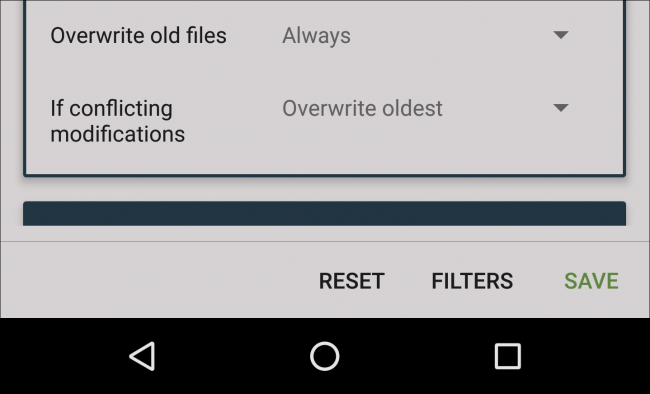 Overwrite old files Always
If conflicting Overwrite oldest
modifications
RESET FILTERS SAVE